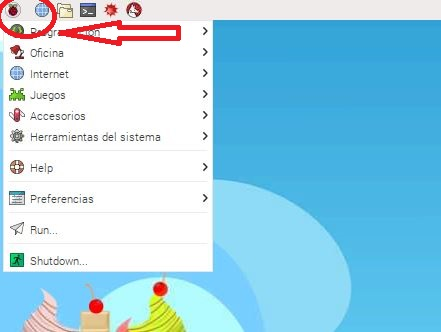 Oficina
Internet
Juegos
Accesorios
Herramientas del sistema
Help
Preferencias
Run...
Shutdown...